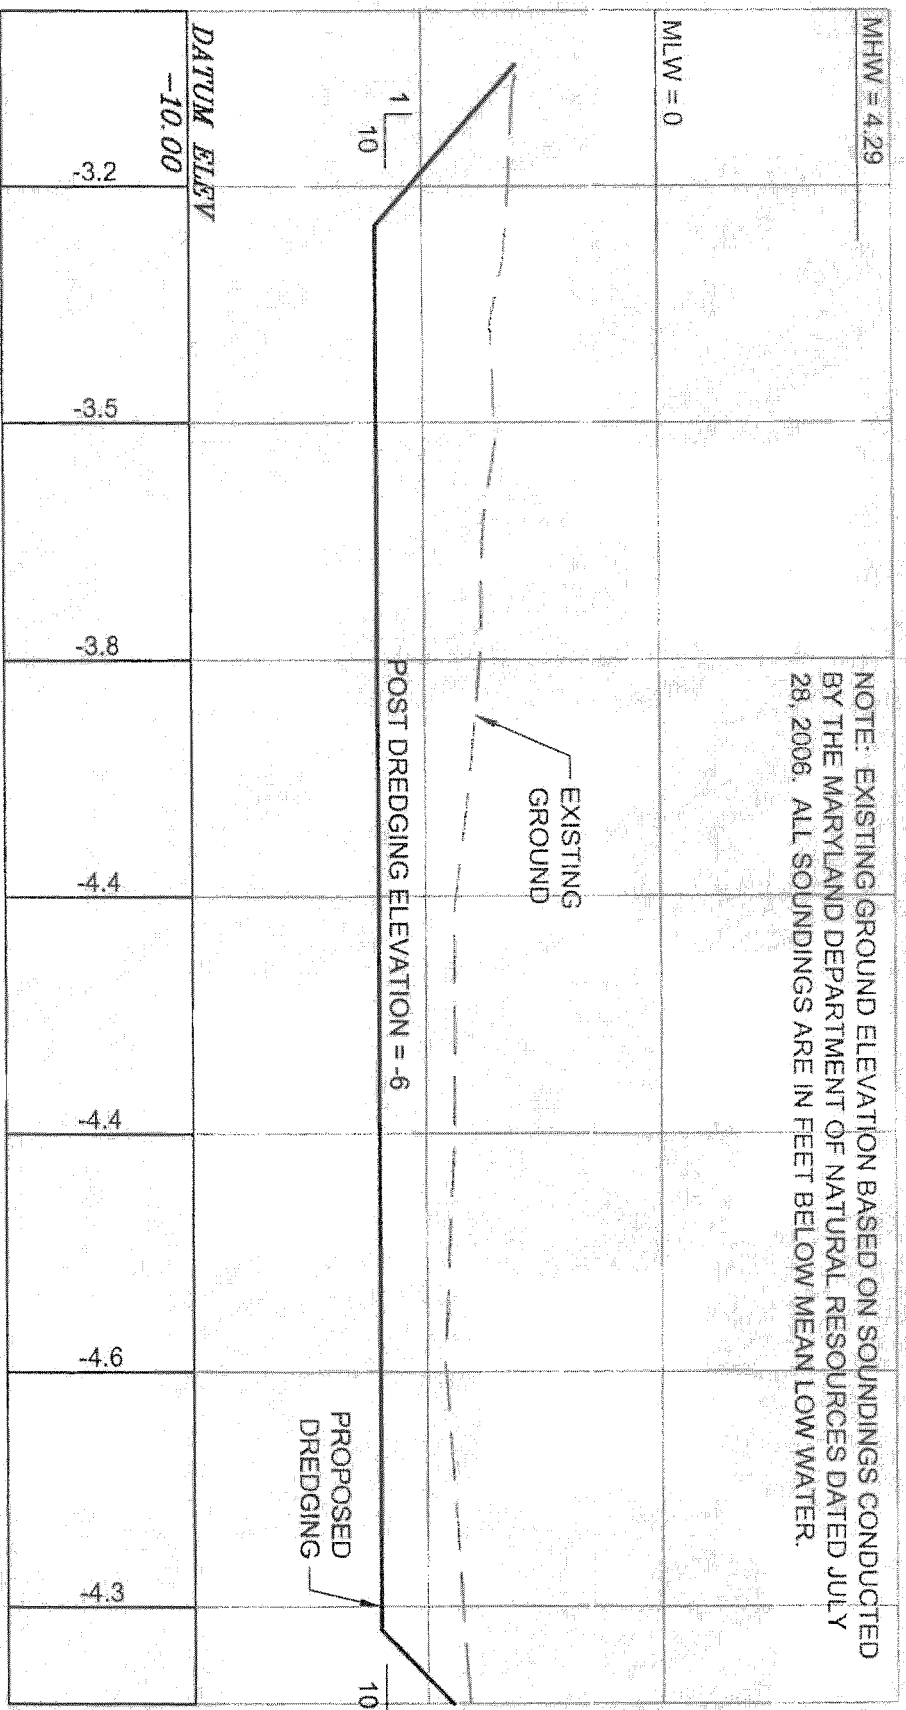 MHW = 4.29
MLW = 0
NOTE: EXISTING GROUND ELEVATION BASED ON SOUNDINGS CONDUCTED
BY THE MARYLAND DEPARTMENT OF NATURAL RESOURCES DATED JULY
28, 2006. ALL SOUNDINGS ARE IN FEET BELOW MEAN LOW WATER.
EXISTING
GROUND
1
10
POST DREDGING ELEVATION = -6
PROPOSED
DREDGING
10
DATUM ELEV
-10.00
-3.2
-3.5
-3.8
-4.4
-4.4
-4.6
-4.3